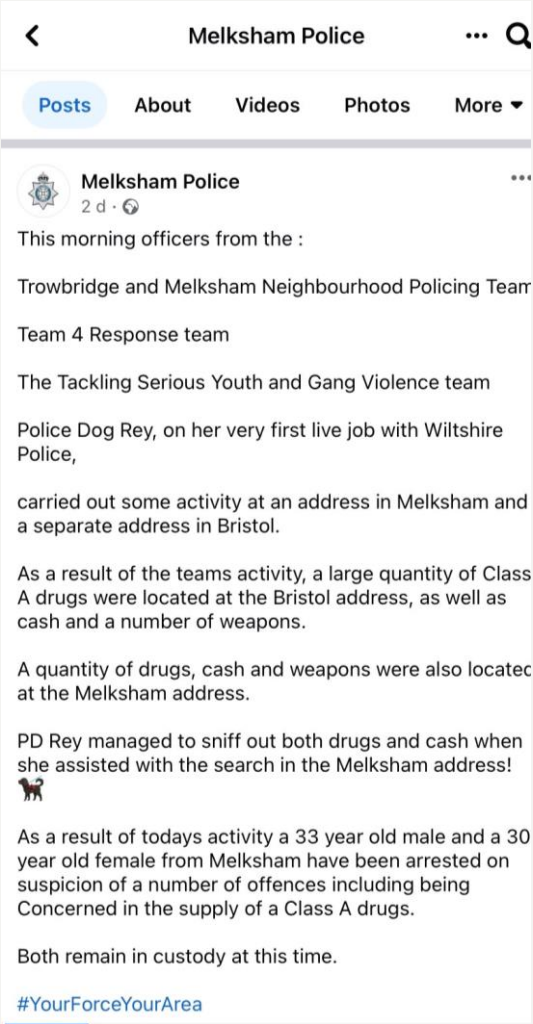 Melksham Police
Posts About Videos Photos More
Melksham Police
2 d ·
This morning officers from the :
Trowbridge and Melksham Neighbourhood Policing Team
Team 4 Response team
The Tackling Serious Youth and Gang Violence team
Police Dog Rey, on her very first live job with Wiltshire
Police,
carried out some activity at an address in Melksham and
a separate address in Bristol.
As a result of the teams activity, a large quantity of Class
A drugs were located at the Bristol address, as well as
cash and a number of weapons.
A quantity of drugs, cash and weapons were also located
at the Melksham address.
PD Rey managed to sniff out both drugs and cash when
she assisted with the search in the Melksham address!
As a result of todays activity a 33 year old male and a 30
year old female from Melksham have been arrested on
suspicion of a number of offences including being
Concerned in the supply of a Class A drugs.
Both remain in custody at this time.
#YourForceYourArea